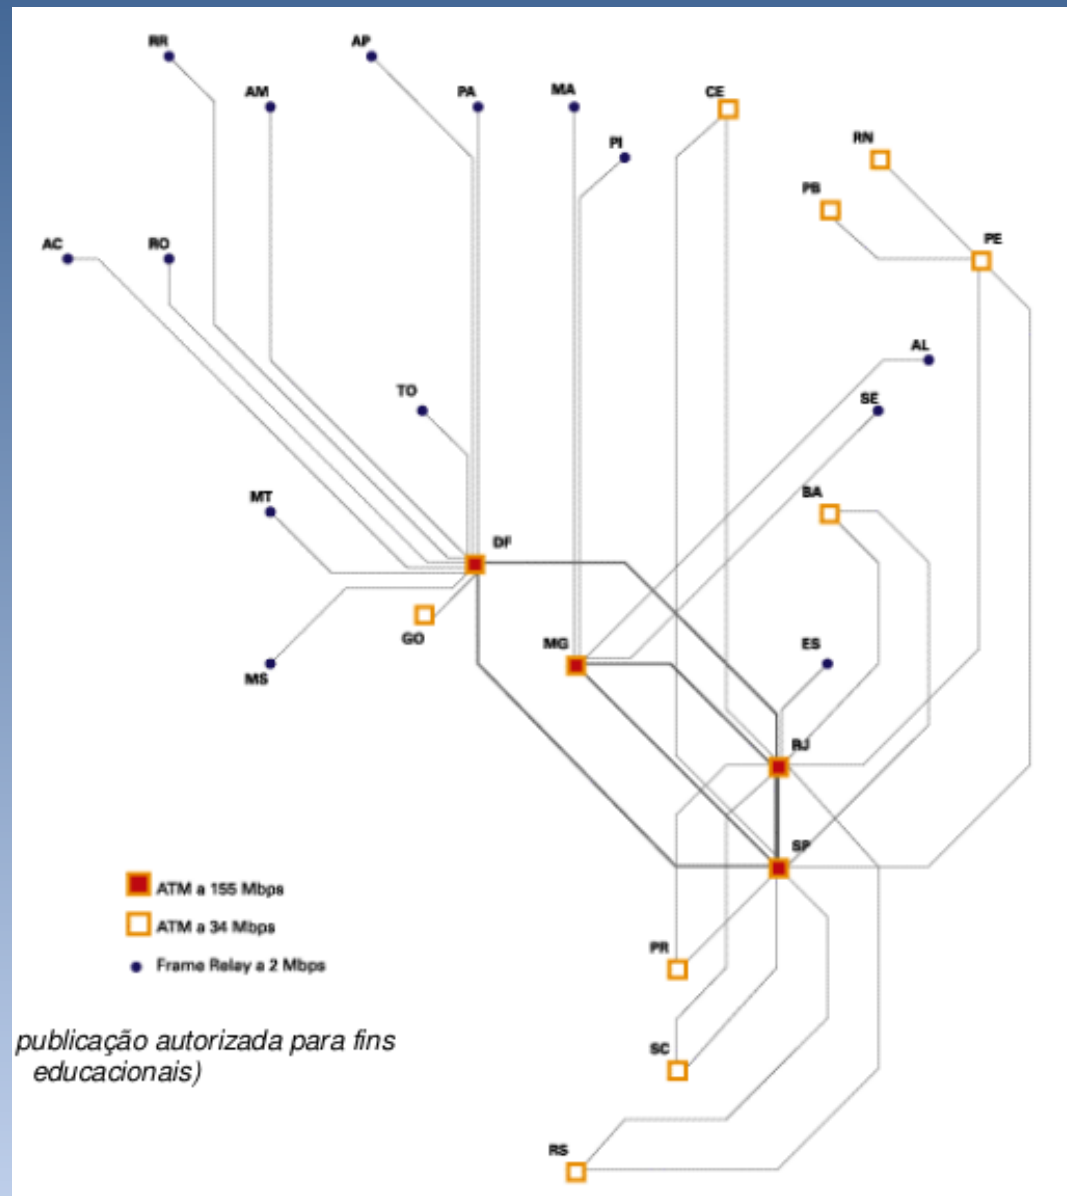 RR
AP
AM
PA
MA
CE
PI
RN
PB
AC
RO
PE
AL
TO
SE
MT
BA
DF
GO
MG
ES
MS
RJ
SP
ATM a 155 Mbps
ATM a 34 Mbps
PR
Frame Relay a 2 Mbps
publicação autorizada para fins
educacionais)
SC
RS